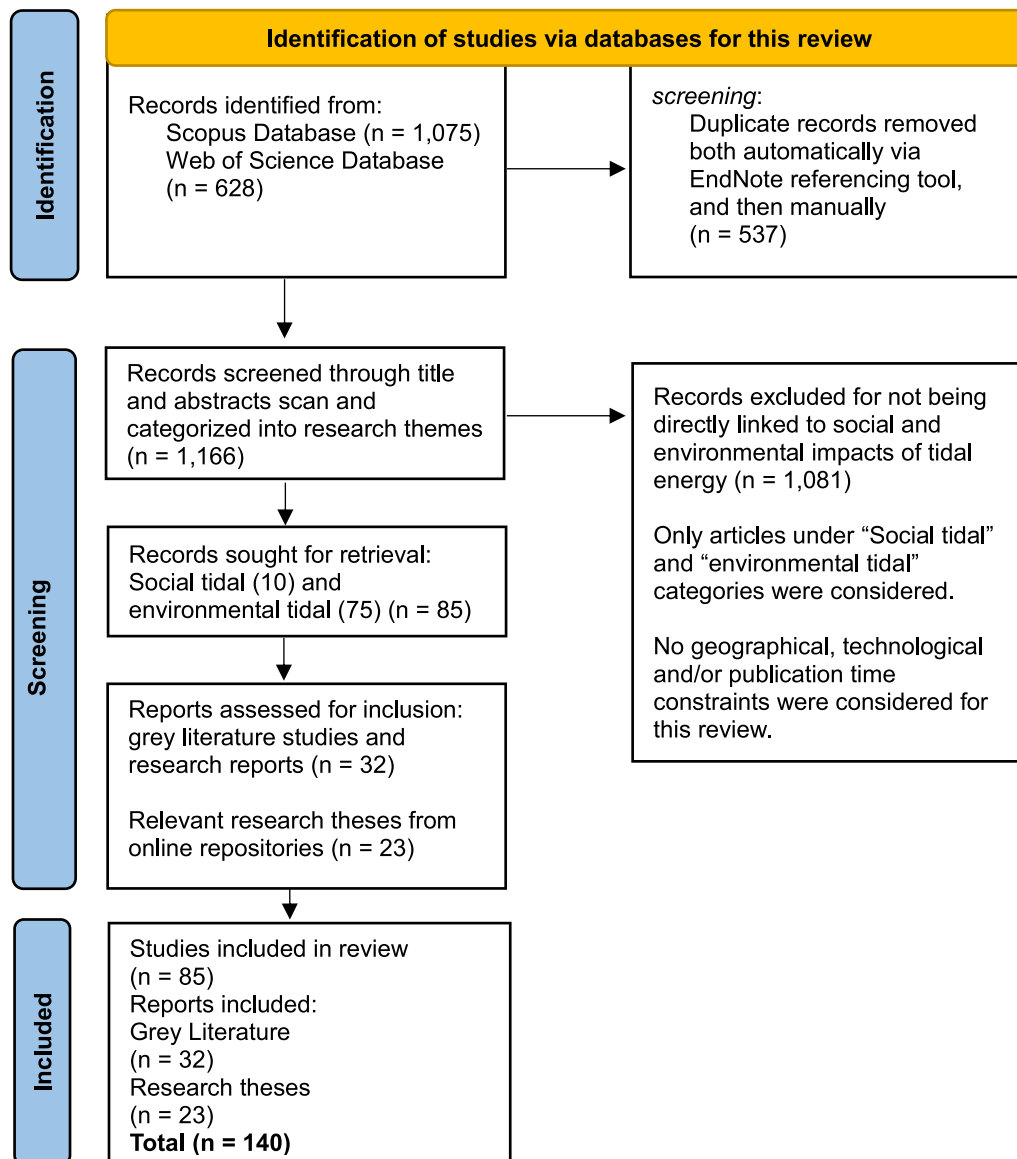 Identification of studies via databases for this review
Identification
Records identified from:
Scopus Database (n = 1,075)
Web of Science Database
(n = 628)
screening:
Duplicate records removed
both automatically via
EndNote referencing tool,
and then manually
(n = 537)
Screening
Records screened through title
and abstracts scan and
categorized into research themes
(n = 1,166)
Records excluded for not being
directly linked to social and
environmental impacts of tidal
energy (n = 1,081)
Only articles under “Social tidal”
and “environmental tidal”
categories were considered.
No geographical, technological
and/or publication time
constraints were considered for
this review.
Records sought for retrieval:
Social tidal (10) and
environmental tidal (75) (n = 85)
Reports assessed for inclusion:
grey literature studies and
research reports (n = 32)
Relevant research theses from
online repositories (n = 23)
Included
Studies included in review
(n = 85)
Reports included:
Grey Literature
(n = 32)
Research theses
(n = 23)
Total (n = 140)